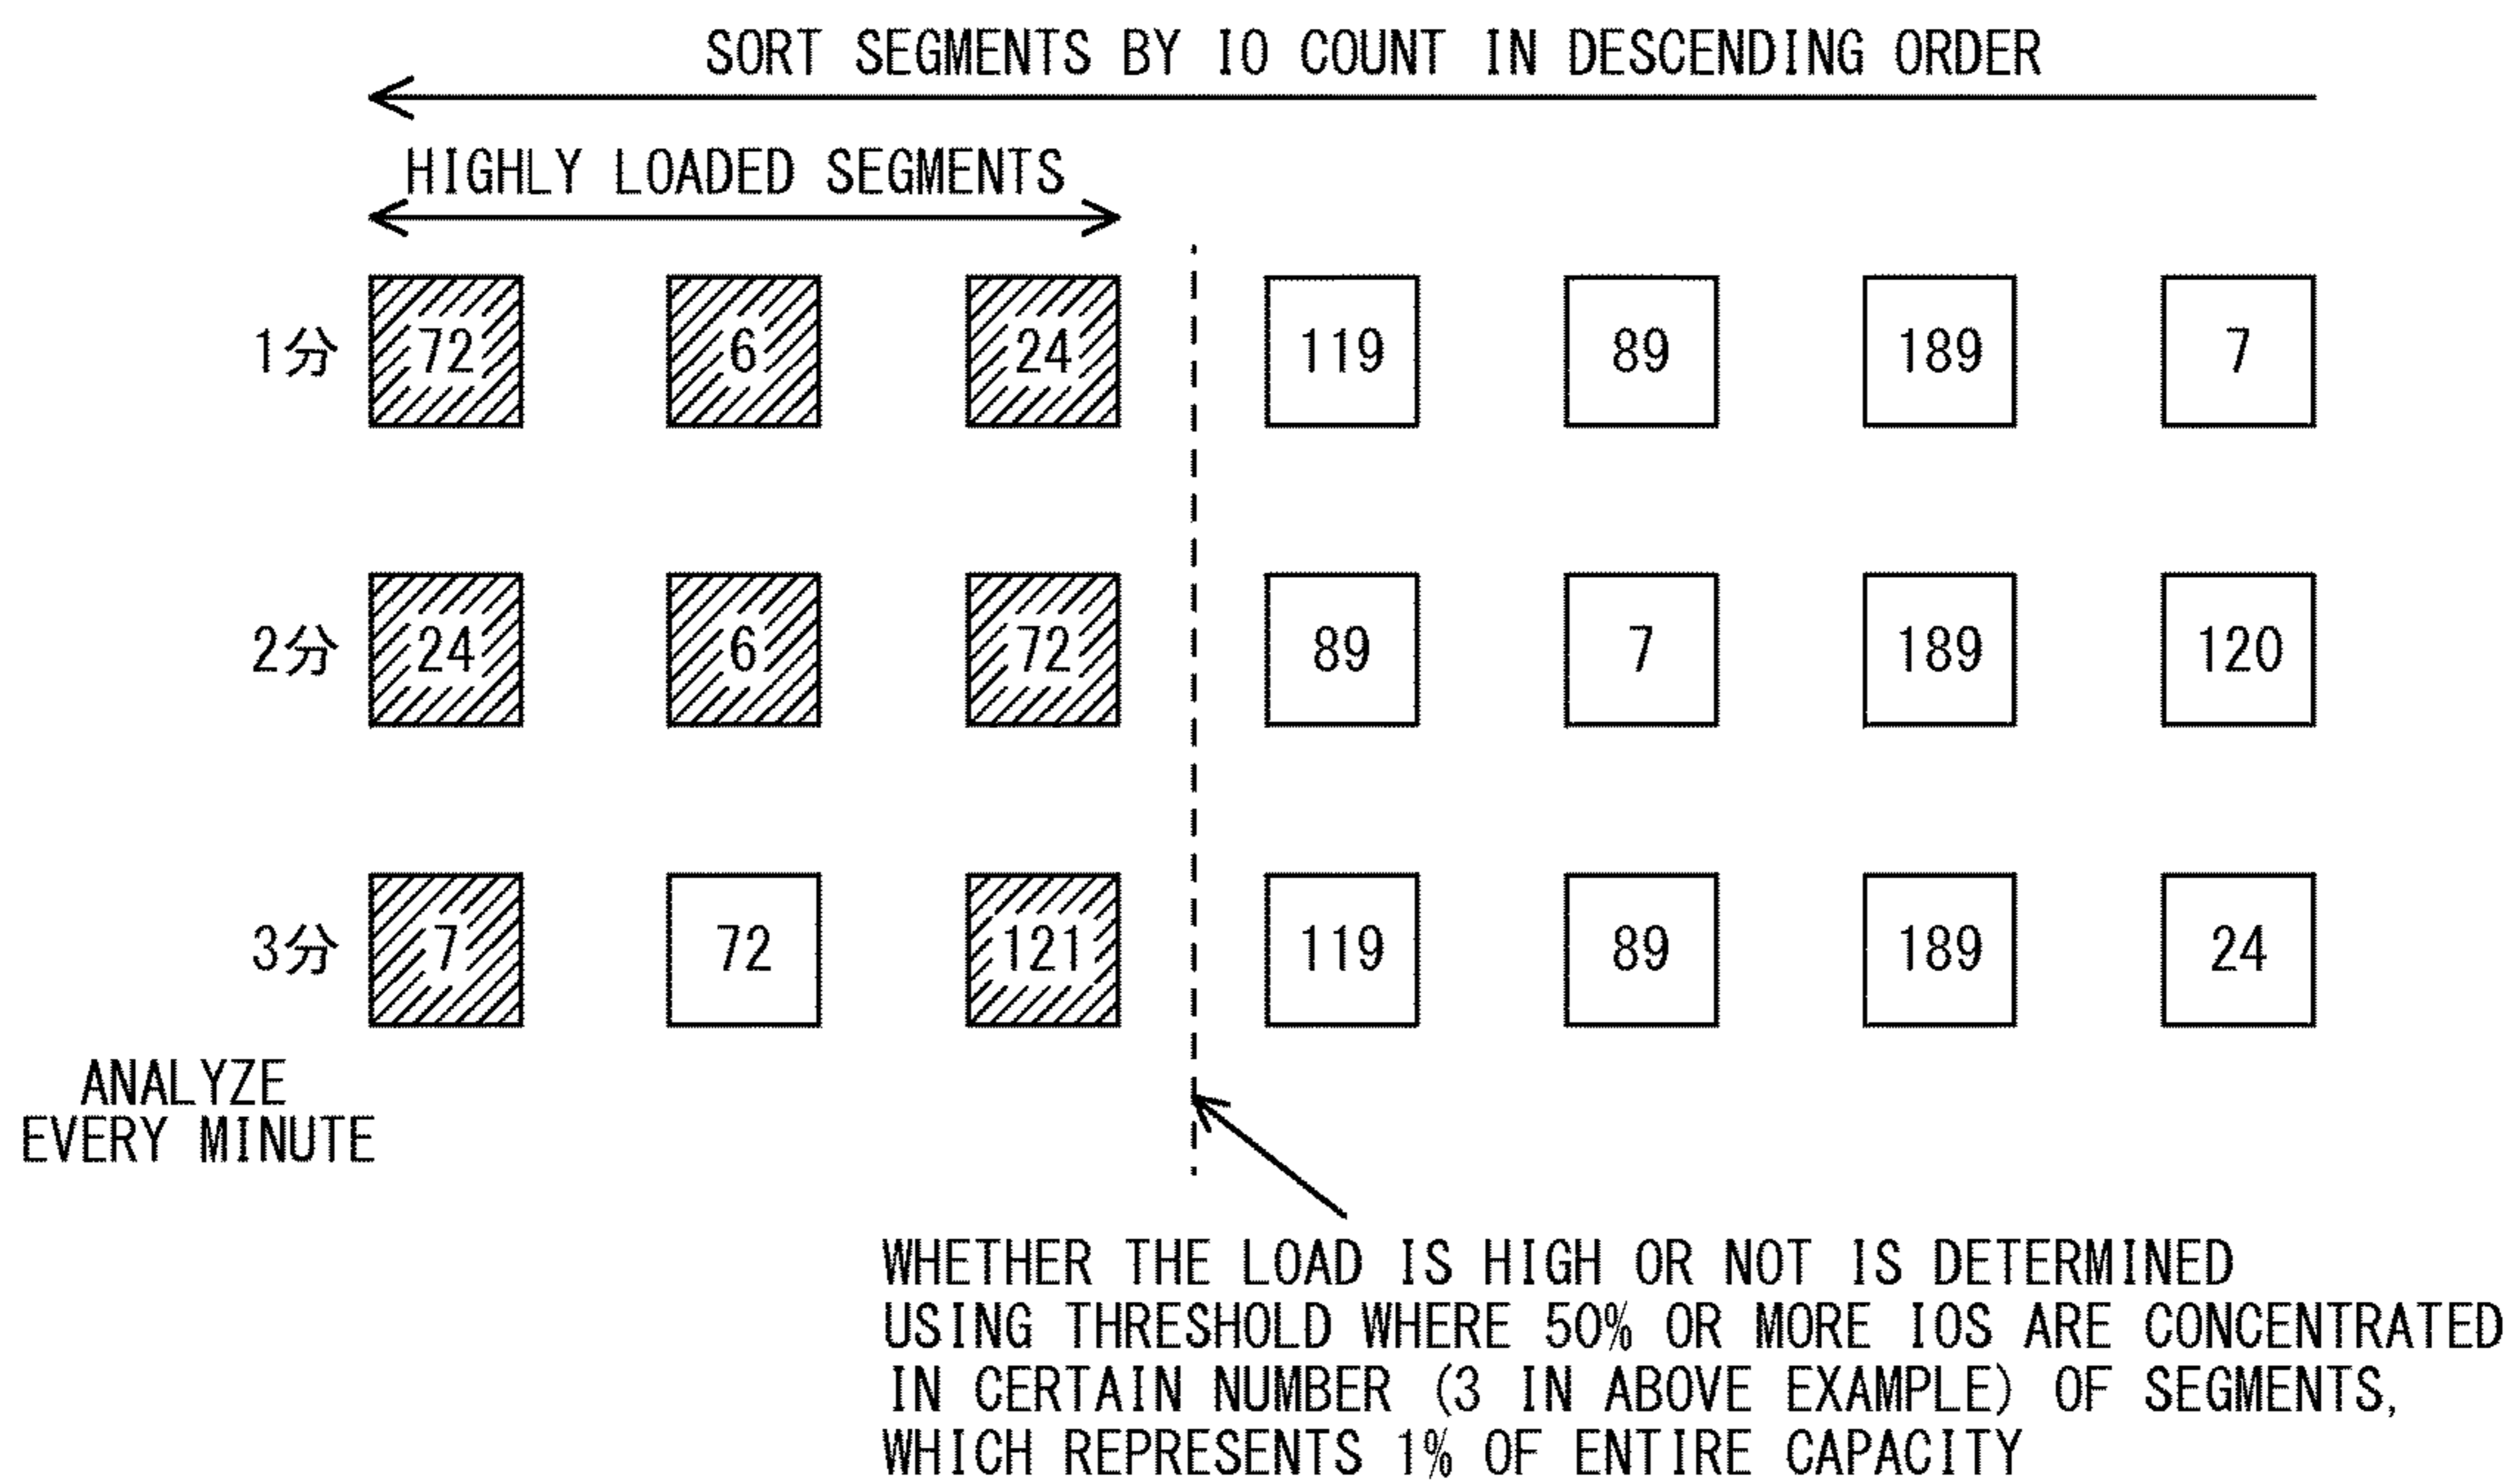 SORT SEGMENTS BY IO COUNT IN DESCENDING ORDER
HIGHLY LOADED SEGMENTS
1分 72 6 24 119 89 189 7
2分 24 6 72 89 7 189 120
3分 7 72 121 119 89 189 24
ANALYZE
EVERY MINUTE
WHETHER THE LOAD IS HIGH OR NOT IS DETERMINED
USING THRESHOLD WHERE 50% OR MORE IOS ARE CONCENTRATED
IN CERTAIN NUMBER (3 IN ABOVE EXAMPLE) OF SEGMENTS,
WHICH REPRESENTS 1% OF ENTIRE CAPACITY